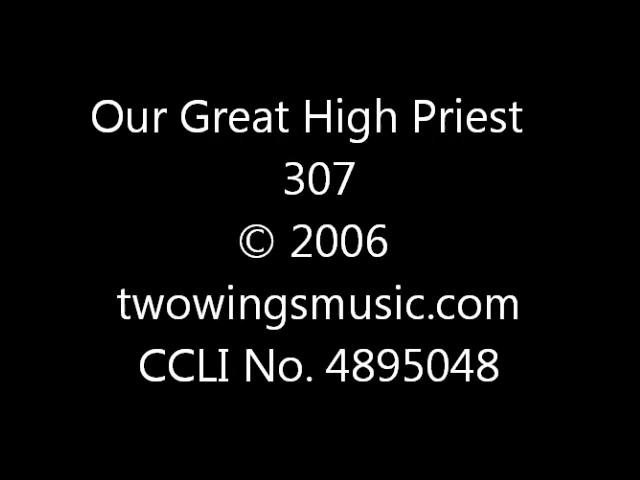 Our Great High Priest
307
© 2006
twowingsmusic.com
CCLI No. 4895048